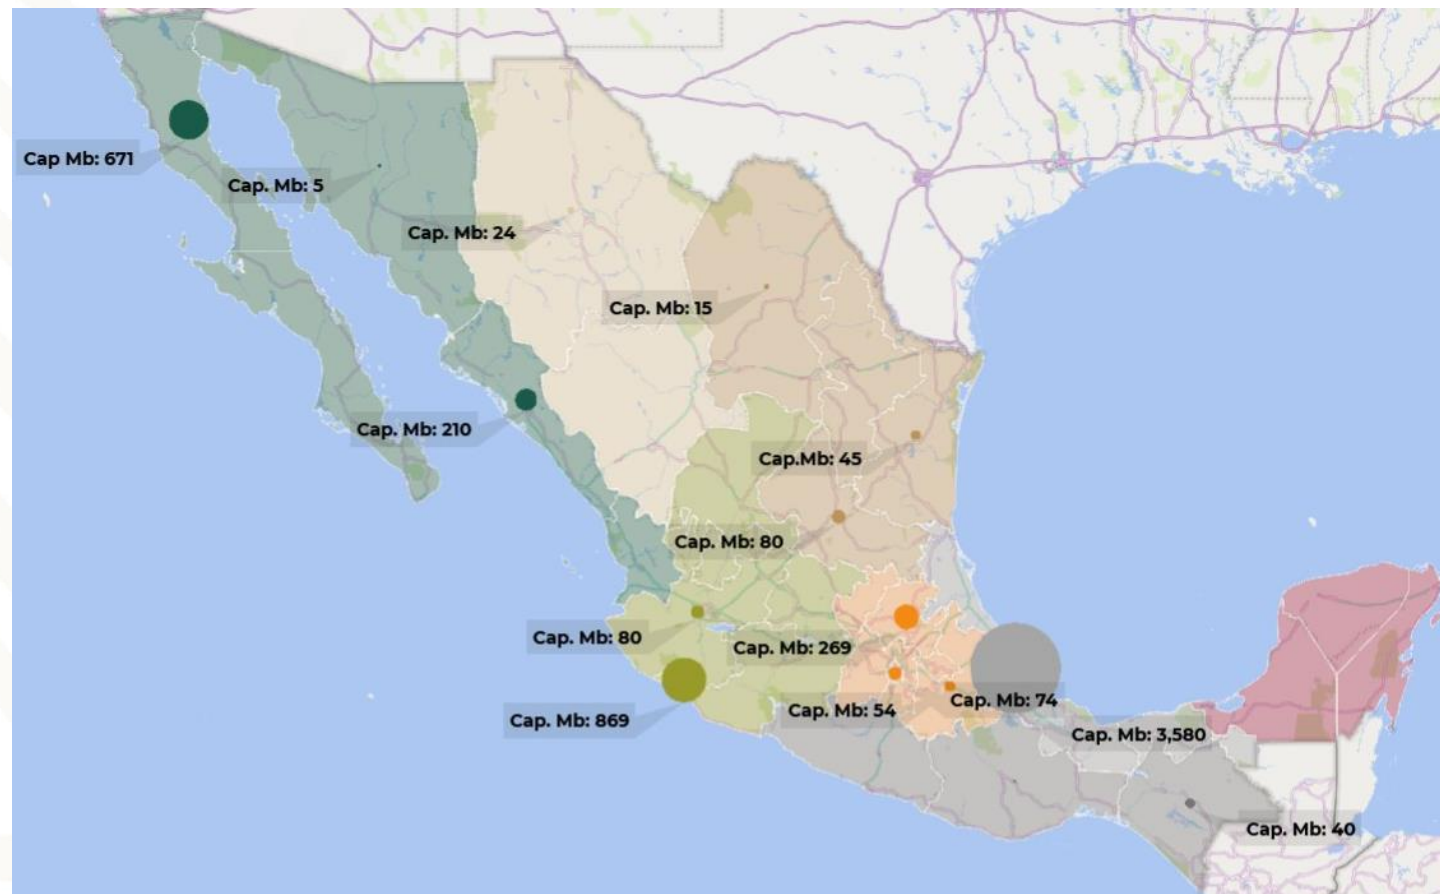 Cap Mb: 671
Cap. Mb: 5
Cap. Mb: 24
Cap. Mb: 15
Cap. Mb: 210
Cap.Mb: 45
Cap. Mb: 80
Cap. Mb: 80
Cap. Mb: 269
Cap. Mb: 869
Cap. Mb: 54
Cap. Mb: 74
Cap. Mb: 3,580
Cap. Mb: 40